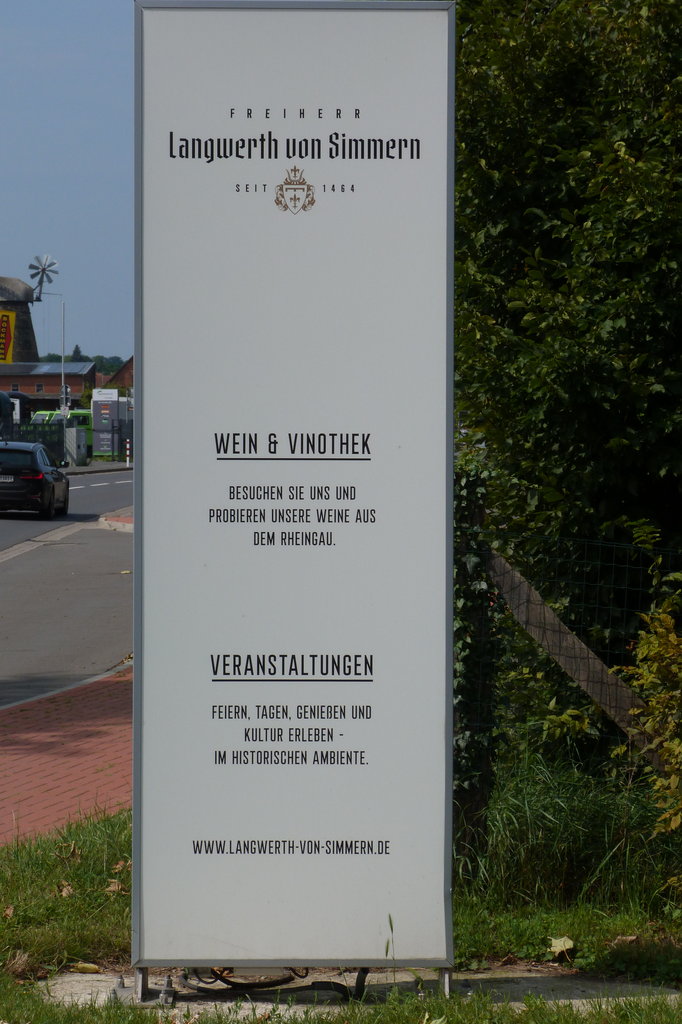 FREIHERR
Langwerth von Simmern
SEIT 1464
WEIN & VINOTHEK
BESUCHEN SIE UNS UND
PROBIEREN UNSERE WEINE AUS
DEM RHEINGAU.
VERANSTALTUNGEN
FEIERN, TAGEN, GENIEßEN UND
KULTUR ERLEBEN -
IM HISTORISCHEN AMBIENTE.
WWW.LANGWERTH-VON-SIMMERN.DE